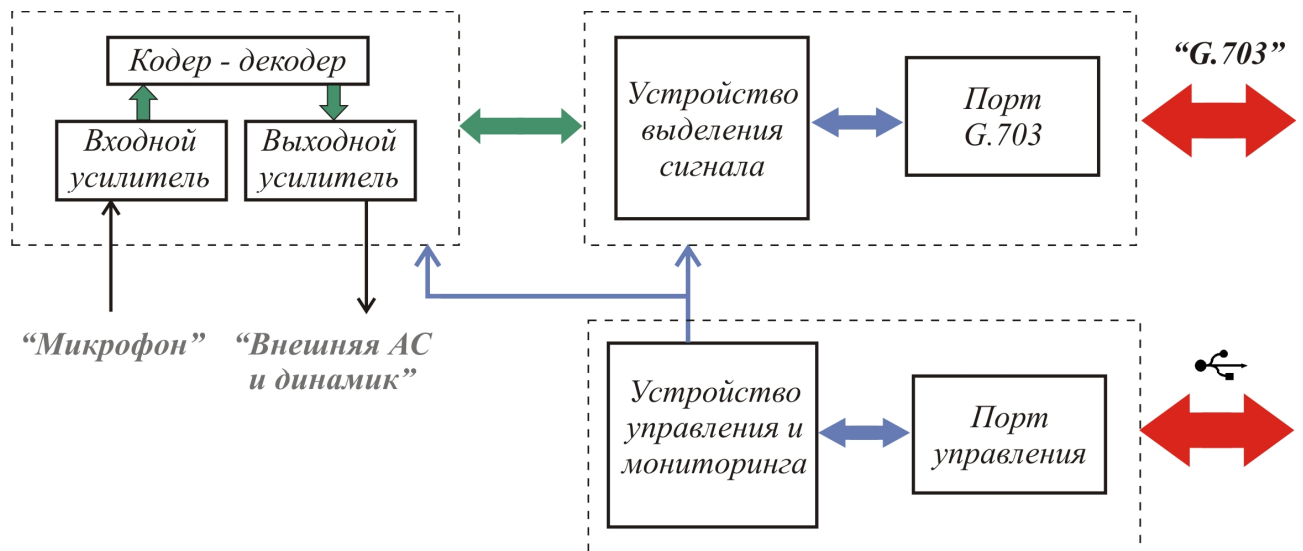 Кодер - декодер
Входной
усилитель
Выходной
усилитель
“Микрофон”
“Внешняя АС
и динамик”
Устройство
выделения
сигнала
Порт
G.703
“G.703”
Устройство
управления и
мониторинга
Порт
управления